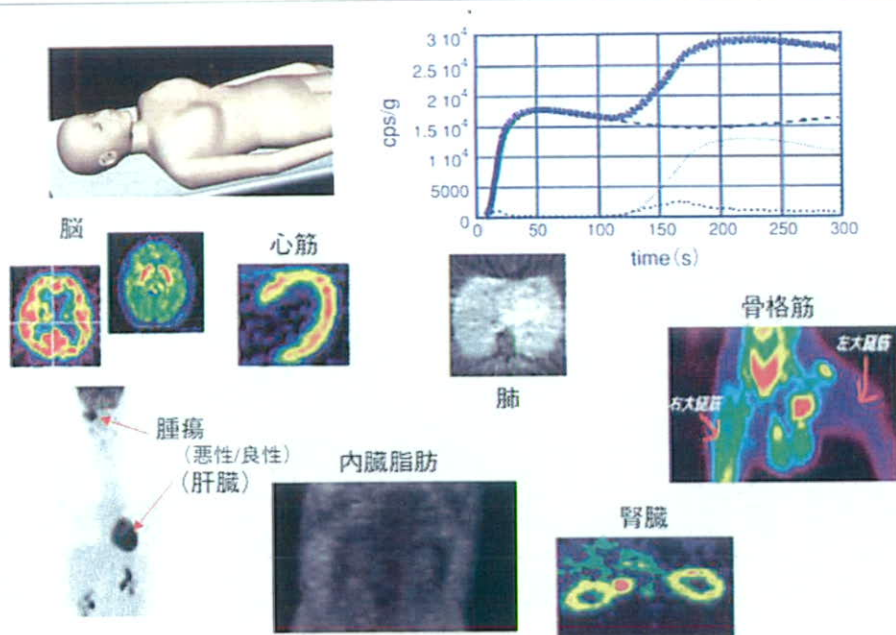 3 10⁴
2.5 10⁴
2 10⁴
1.5 10⁴
1 10⁴
5000
0
cps/g
0 50 100 150 200 250 300
time(s)
脳
心筋
肺
骨格筋
左大腿筋
右大腿筋
腫瘍
(悪性/良性)
(肝臓)
内臓脂肪
腎臓